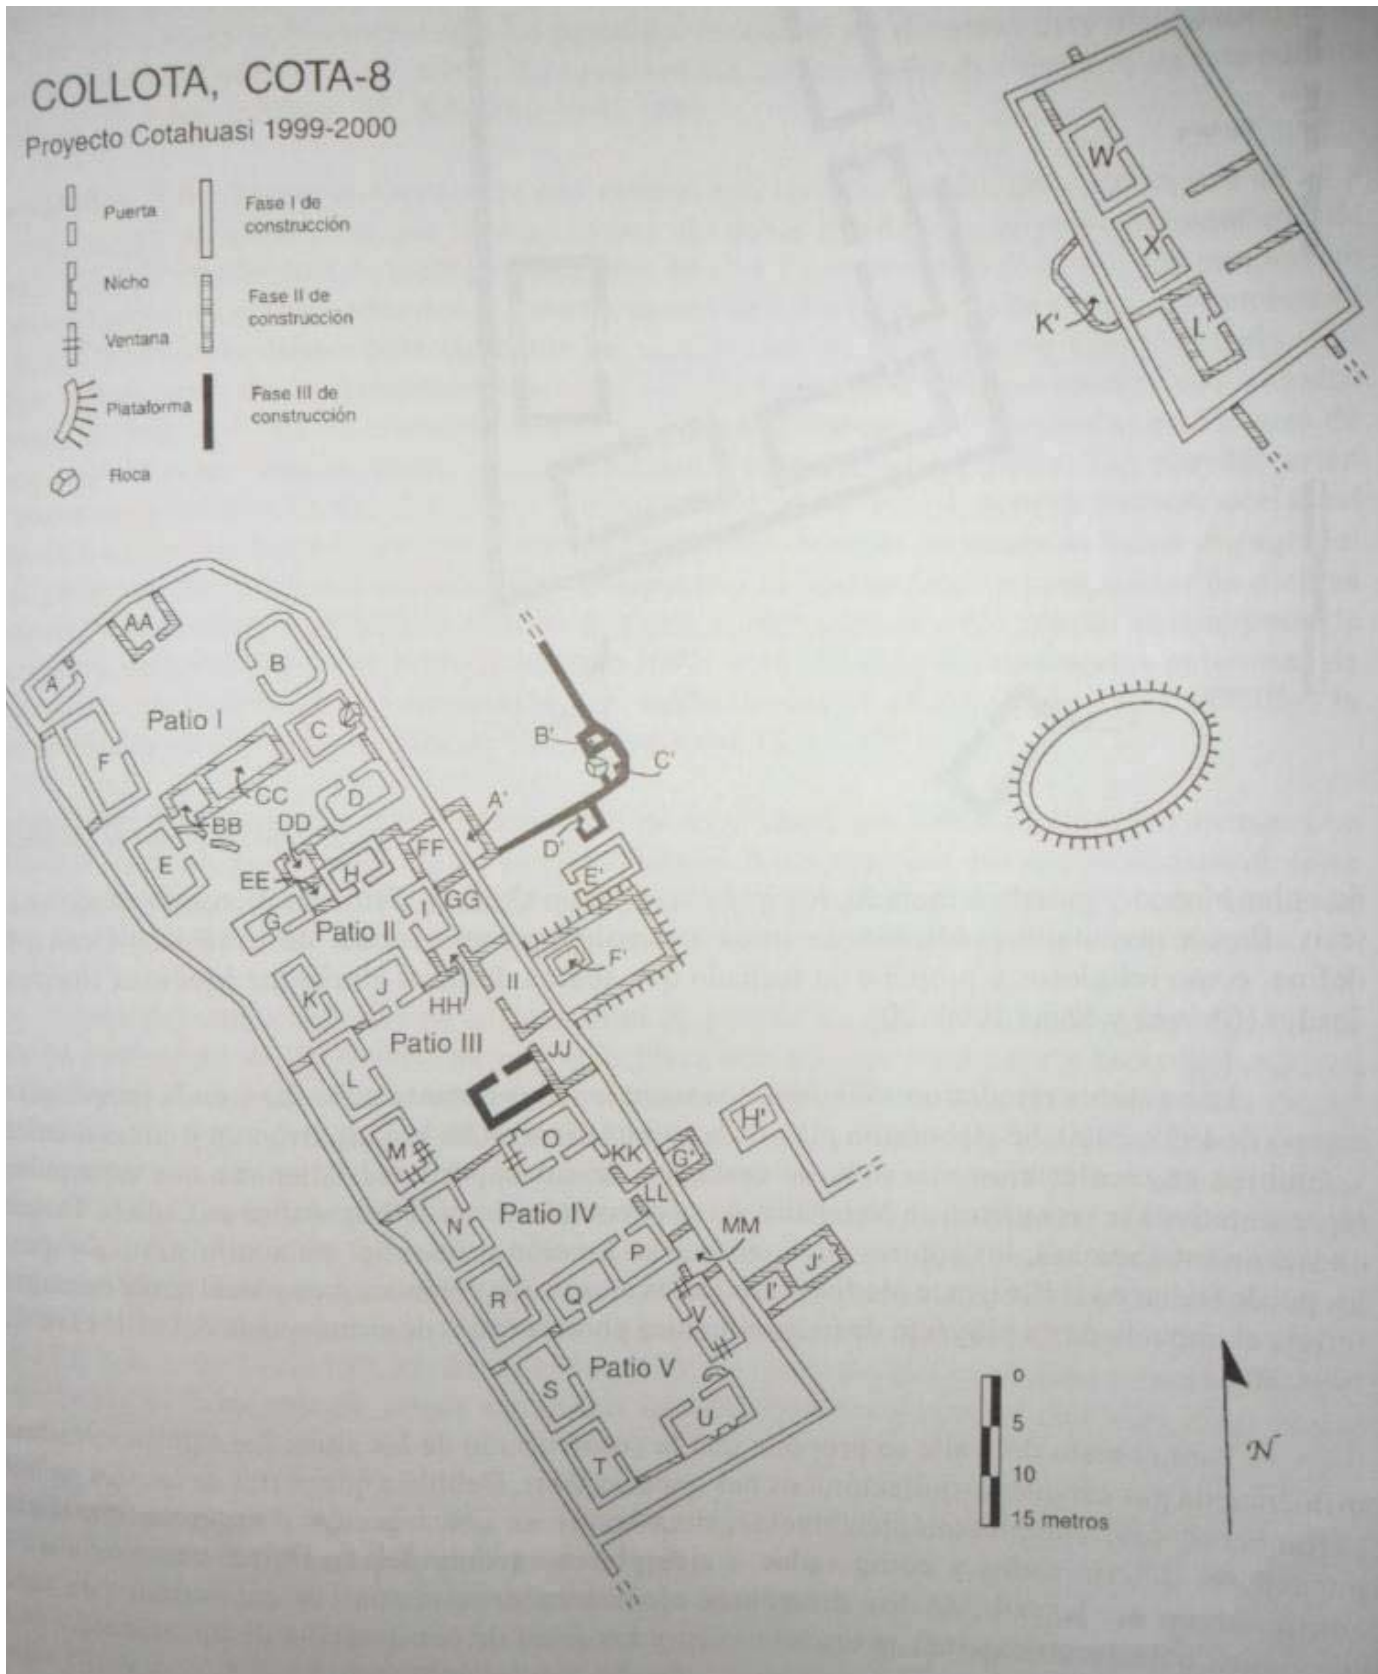 COLLOTA, COTA-8
Proyecto Cotahuasi 1999-2000
Puerta
Fase I de
construcción
Nicho
Fase II de
construcción
Ventana
Plataforma
Fase III de
construcción
Roca
W
X
K'
L'
AA
B
A
Patio I
C
F
B'
C'
CC
D
A'
BB
DD
D'
E
FF
EE
H
E'
GG
I
G
Patio II
F'
K
J
II
HH
Patio III
JJ
L
H'
O
M
KK
G'
LL
N
Patio IV
MM
P
J'
I'
R
Q
V
Patio V
S
U
T
0
5
10
15 metros
N